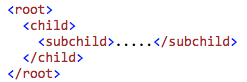 <root>
  <child>
    <subchild>.....</subchild>
  </child>
</root>